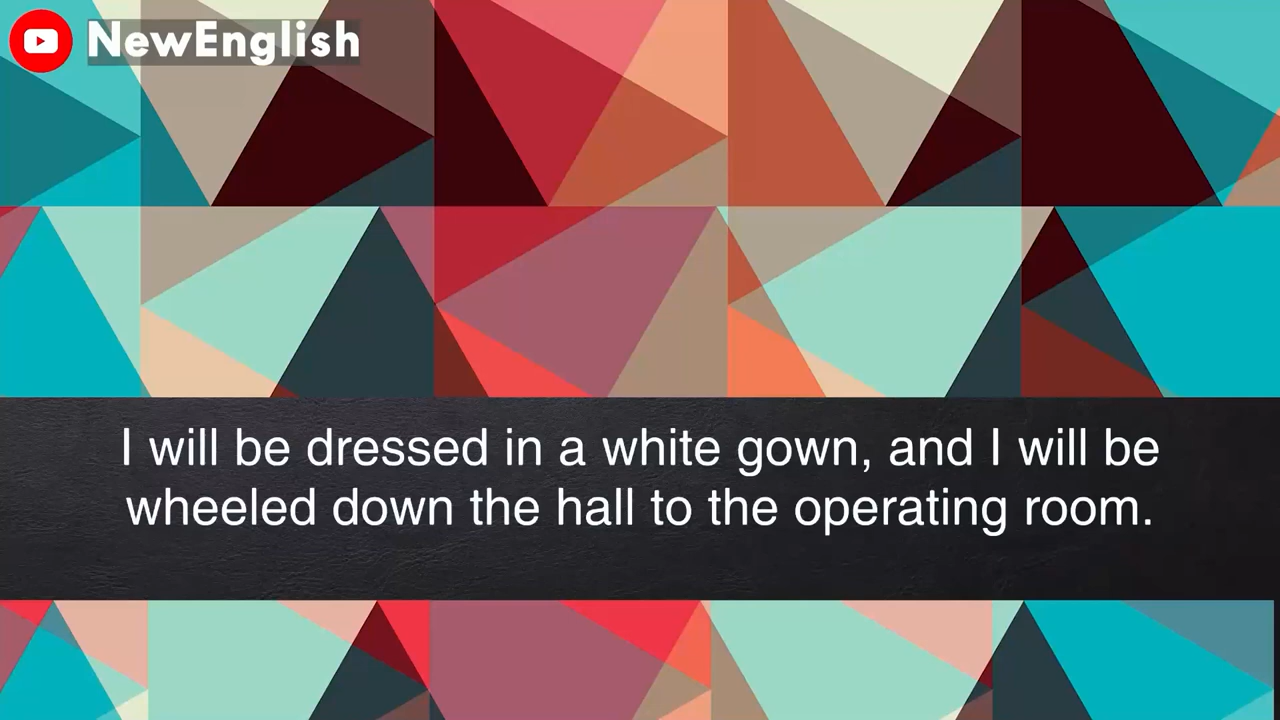 NewEnglish
I will be dressed in a white gown, and I will be
wheeled down the hall to the operating room.